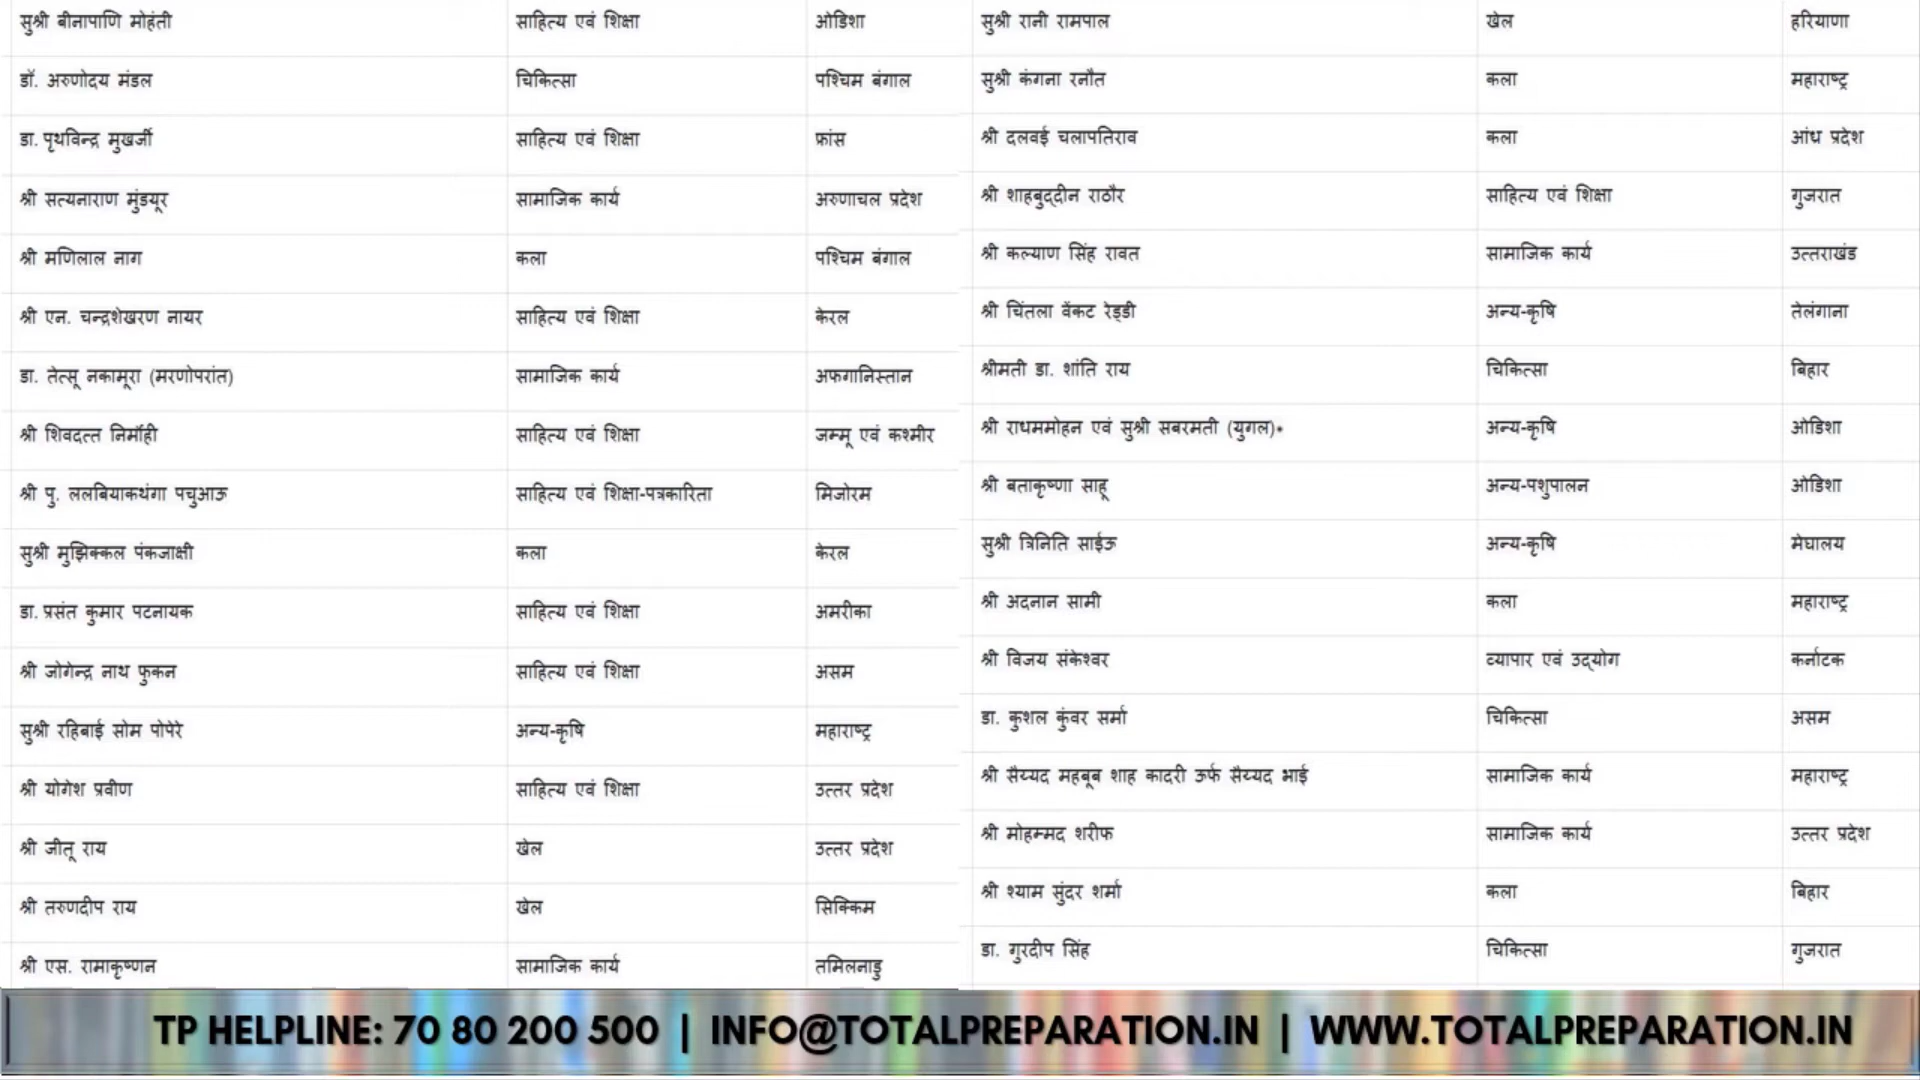 सुश्री बीनापाणि मोहंती साहित्य एवं शिक्षा ओडिशा
डॉ. अरुणोदय मंडल चिकित्सा पश्चिम बंगाल
डा. पृथविन्द्र मुखर्जी साहित्य एवं शिक्षा फ्रांस
श्री सत्यनाराण मुंडयूर सामाजिक कार्य अरुणाचल प्रदेश
श्री मणिलाल नाग कला पश्चिम बंगाल
श्री एन. चन्द्रशेखरण नायर साहित्य एवं शिक्षा केरल
डा. तेत्सू नकामूरा (मरणोपरांत) सामाजिक कार्य अफगानिस्तान
श्री शिवदत्त निर्मोही साहित्य एवं शिक्षा जम्मू एवं कश्मीर
श्री पु. ललबियाकथंगा पचुआऊ साहित्य एवं शिक्षा-पत्रकारिता मिजोरम
सुश्री मुझिक्कल पंकजाक्षी कला केरल
डा. प्रसंत कुमार पटनायक साहित्य एवं शिक्षा अमरीका
श्री जोगेन्द्र नाथ फुकन साहित्य एवं शिक्षा असम
सुश्री रहिबाई सोम पोपेरे अन्य-कृषि महाराष्ट्र
श्री योगेश प्रवीण साहित्य एवं शिक्षा उत्तर प्रदेश
श्री जीतू राय खेल उत्तर प्रदेश
श्री तरुणदीप राय खेल सिक्किम
श्री एस. रामाकृष्णन सामाजिक कार्य तमिलनाडु
सुश्री रानी रामपाल खेल हरियाणा
सुश्री कंगना रनौत कला महाराष्ट्र
श्री दलवई चलापतिराव कला आंध्र प्रदेश
श्री शाहबुद्दीन राठौर साहित्य एवं शिक्षा गुजरात
श्री कल्याण सिंह रावत सामाजिक कार्य उत्तराखंड
श्री चिंतला वेंकट रेड्डी अन्य-कृषि तेलंगाना
श्रीमती डा. शांति राय चिकित्सा बिहार
श्री राधममोहन एवं सुश्री सबरमती (युगल)* अन्य-कृषि ओडिशा
श्री बताकृष्णा साहू अन्य-पशुपालन ओडिशा
सुश्री त्रिनिति साईऊ अन्य-कृषि मेघालय
श्री अदनान सामी कला महाराष्ट्र
श्री विजय संकेश्वर व्यापार एवं उद्योग कर्नाटक
डा. कुशल कुंवर सर्मा चिकित्सा असम
श्री सैय्यद महबूब शाह कादरी उर्फ सैय्यद भाई सामाजिक कार्य महाराष्ट्र
श्री मोहम्मद शरीफ सामाजिक कार्य उत्तर प्रदेश
श्री श्याम सुंदर शर्मा कला बिहार
डा. गुरदीप सिंह चिकित्सा गुजरात
TP HELPLINE: 70 80 200 500 | INFO@TOTALPREPARATION.IN | WWW.TOTALPREPARATION.IN